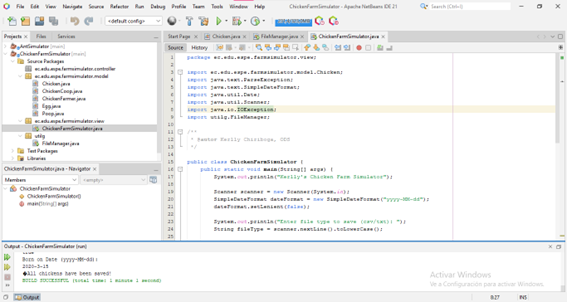 File Edit View Navigate Source Refactor Run Debug Profile Team Tools Window Help
ChickenFarmSimulator - Apache NetBeans IDE 21
Search (Ctrl+I)
<default config>
Projects Files Services
Start Page Chicken.java FileManager.java ChickenFarmSimulator.java
AntSimulator [main]
ChickenFarmSimulator [main]
Source Packages
ec.edu.espe.farmsimulator.controller
ec.edu.espe.farmsimulator.model
Chicken.java
ChickenCoop.java
ChickenFarmer.java
Egg.java
Poop.java
ec.edu.espe.farmsimulator.view
ChickenFarmSimulator.java
utilg
FileManager.java
Test Packages
Libraries
ChickenFarmSimulator.java - Navigator
Members <empty>
ChickenFarmSimulator
ChickenFarmSimulator()
main(String[] args)
Source History
1 package ec.edu.espe.farmsimulator.view;
2
3 import ec.edu.espe.farmsimulator.model.Chicken;
4 import java.text.ParseException;
5 import java.text.SimpleDateFormat;
6 import java.util.Date;
7 import java.util.Scanner;
8 import java.io.IOException;
9 import utilg.FileManager;
10
11 /**
12 * @author Kerlly Chiriboga, ODS
13 */
14
15 public class ChickenFarmSimulator {
16 public static void main(String[] args) {
17 System.out.println("Kerlly's Chicken Farm Simulator");
18
19 Scanner scanner = new Scanner(System.in);
20 SimpleDateFormat dateFormat = new SimpleDateFormat("yyyy-MM-dd");
21 dateFormat.setLenient(false);
22
23 System.out.println("Enter file type to save (csv/txt): ");
24 String fileType = scanner.nextLine().toLowerCase();
25
Output - ChickenFarmSimulator (run)
true
Born on Date (yyyy-MM-dd):
2020-3-19
All chickens have been saved!
BUILD SUCCESSFUL (total time: 1 minute 1 second)
Activar Windows
Ve a Configuración para activar Windows.
Output
8:27 INS